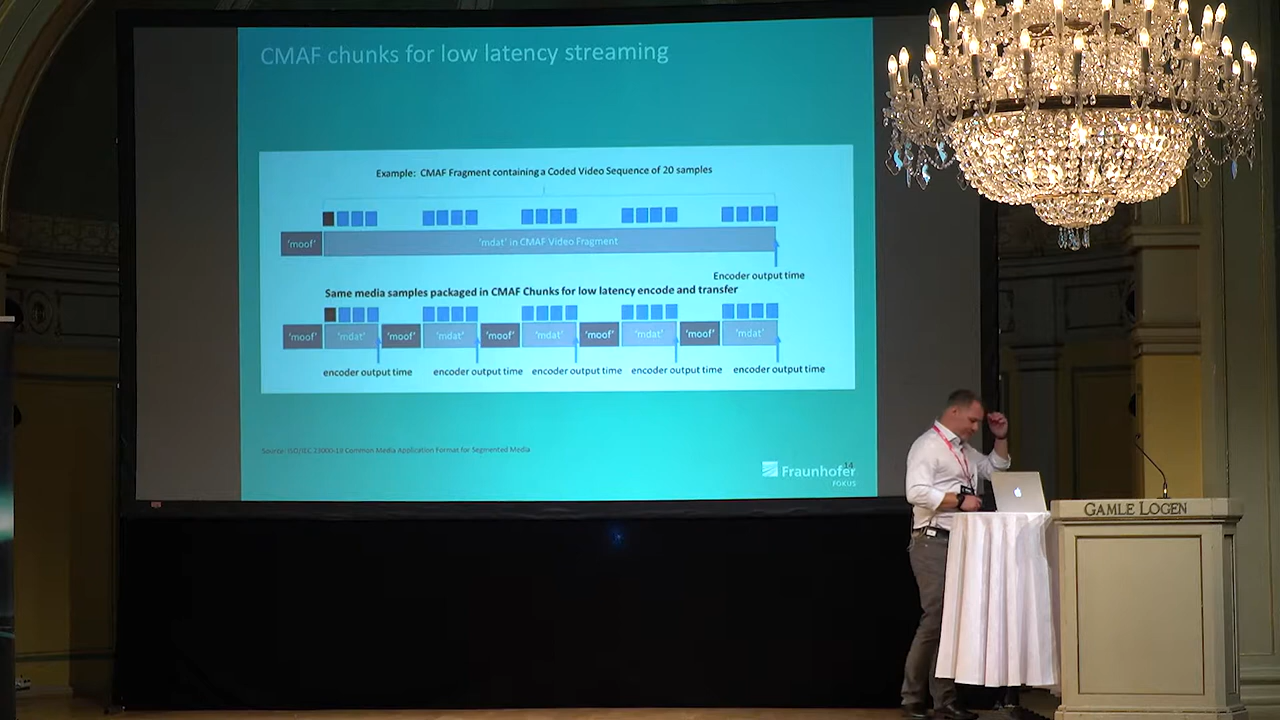 CMAF chunks for low latency streaming
Example: CMAF Fragment containing a Coded Video Sequence of 20 samples
'moof' 'mdat' in CMAF Video Fragment
Encoder output time
Same media samples packaged in CMAF Chunks for low latency encode and transfer
'moof' 'mdat' 'moof' 'mdat' 'moof' 'mdat' 'moof' 'mdat' 'moof' 'mdat'
encoder output time encoder output time encoder output time encoder output time encoder output time
Source: ISO/IEC 23000-19 Common Media Application Format for Segmented Media
14
Fraunhofer
FOKUS
GAMLE LOGEN